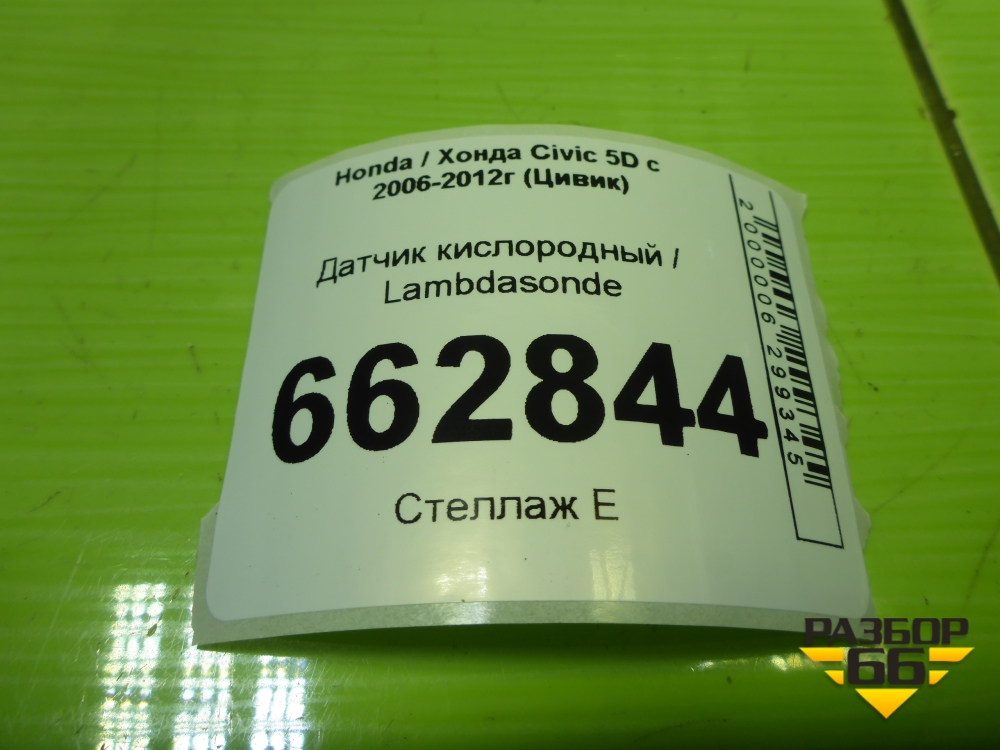 Honda / Хонда Civic 5D с
2006-2012г (Цивик)
Датчик кислородный /
Lambdasonde
662844
Стеллаж Е
2000006299345
РАЗБОР
66